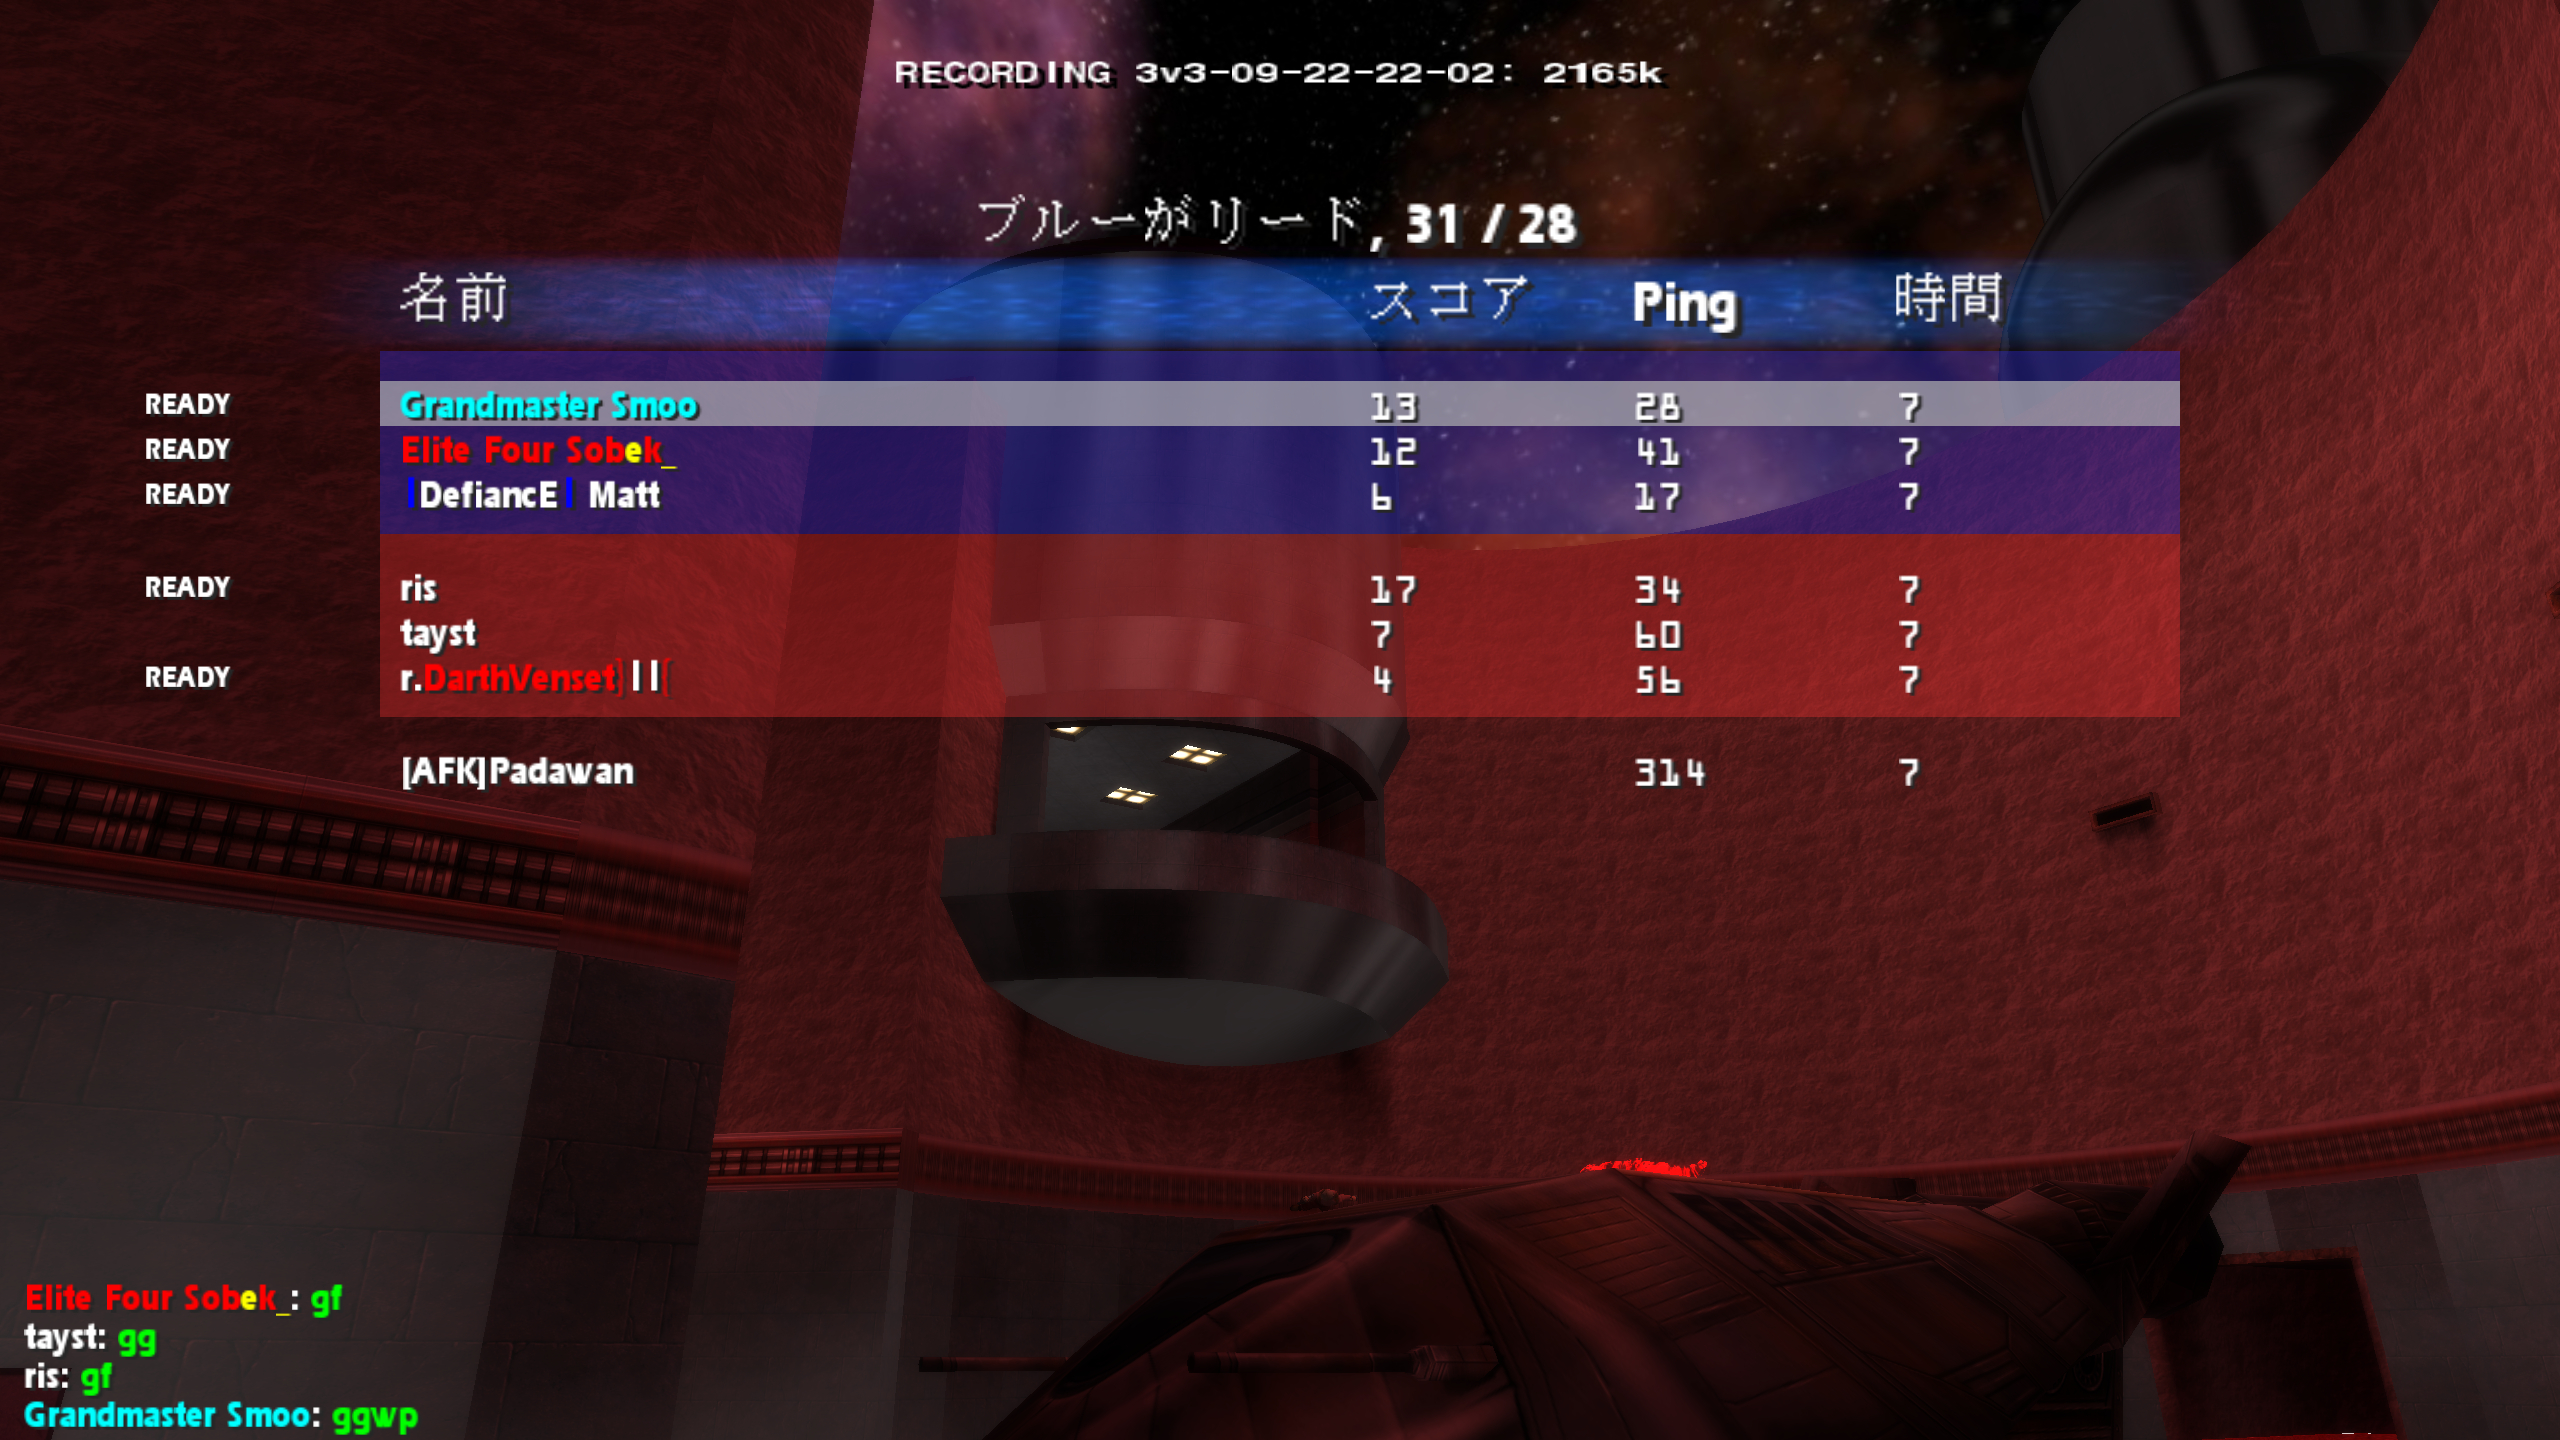 RECORDING 3v3-09-22-22-02: 2165k
ブルーがリード, 31 / 28
名前 スコア Ping 時間
READY Grandmaster Smoo 13 28 7
READY Elite Four Sobek_ 12 41 7
READY |DefiancE| Matt 6 17 7
READY ris 17 34 7
tayst 7 60 7
READY r.DarthVenset]||[ 4 56 7
[AFK]Padawan 314 7
Elite Four Sobek_: gf
tayst: gg
ris: gf
Grandmaster Smoo: ggwp